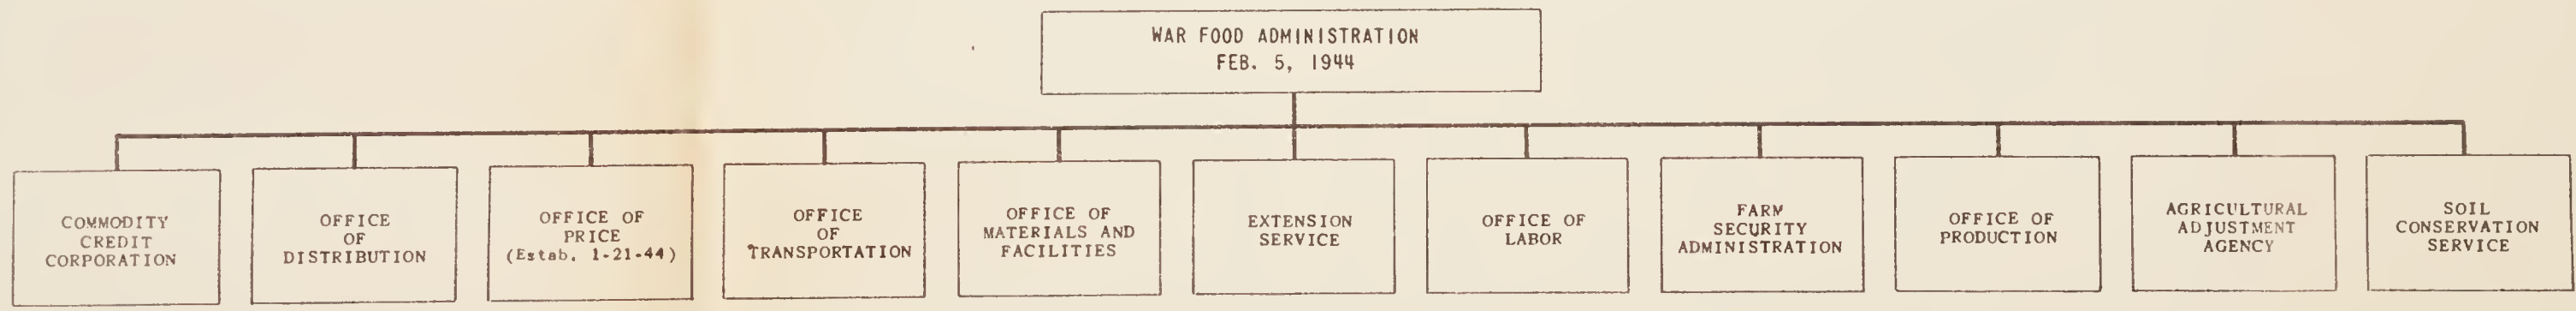 WAR FOOD ADMINISTRATION
FEB. 5, 1944
COMMODITY
CREDIT
CORPORATION
OFFICE
OF
DISTRIBUTION
OFFICE OF
PRICE
(Estab. 1-21-44)
OFFICE
OF
TRANSPORTATION
OFFICE OF
MATERIALS AND
FACILITIES
EXTENSION
SERVICE
OFFICE OF
LABOR
FARM
SECURITY
ADMINISTRATION
OFFICE OF
PRODUCTION
AGRICULTURAL
ADJUSTMENT
AGENCY
SOIL
CONSERVATION
SERVICE